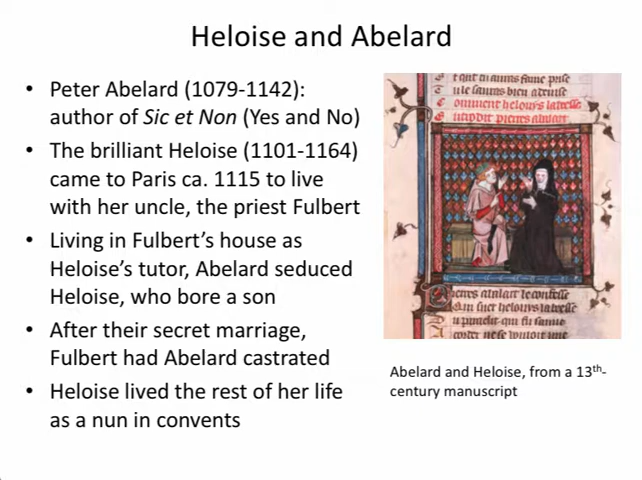 Heloise and Abelard
• Peter Abelard (1079-1142):
author of Sic et Non (Yes and No)
• The brilliant Heloise (1101-1164)
came to Paris ca. 1115 to live
with her uncle, the priest Fulbert
• Living in Fulbert’s house as
Heloise’s tutor, Abelard seduced
Heloise, who bore a son
• After their secret marriage,
Fulbert had Abelard castrated
• Heloise lived the rest of her life
as a nun in convents
Abelard and Heloise, from a 13th-
century manuscript